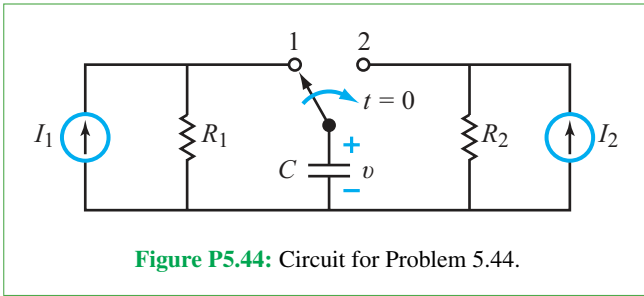 1 2
t = 0
I1 R1 R2 I2
+
C υ
−
Figure P5.44: Circuit for Problem 5.44.